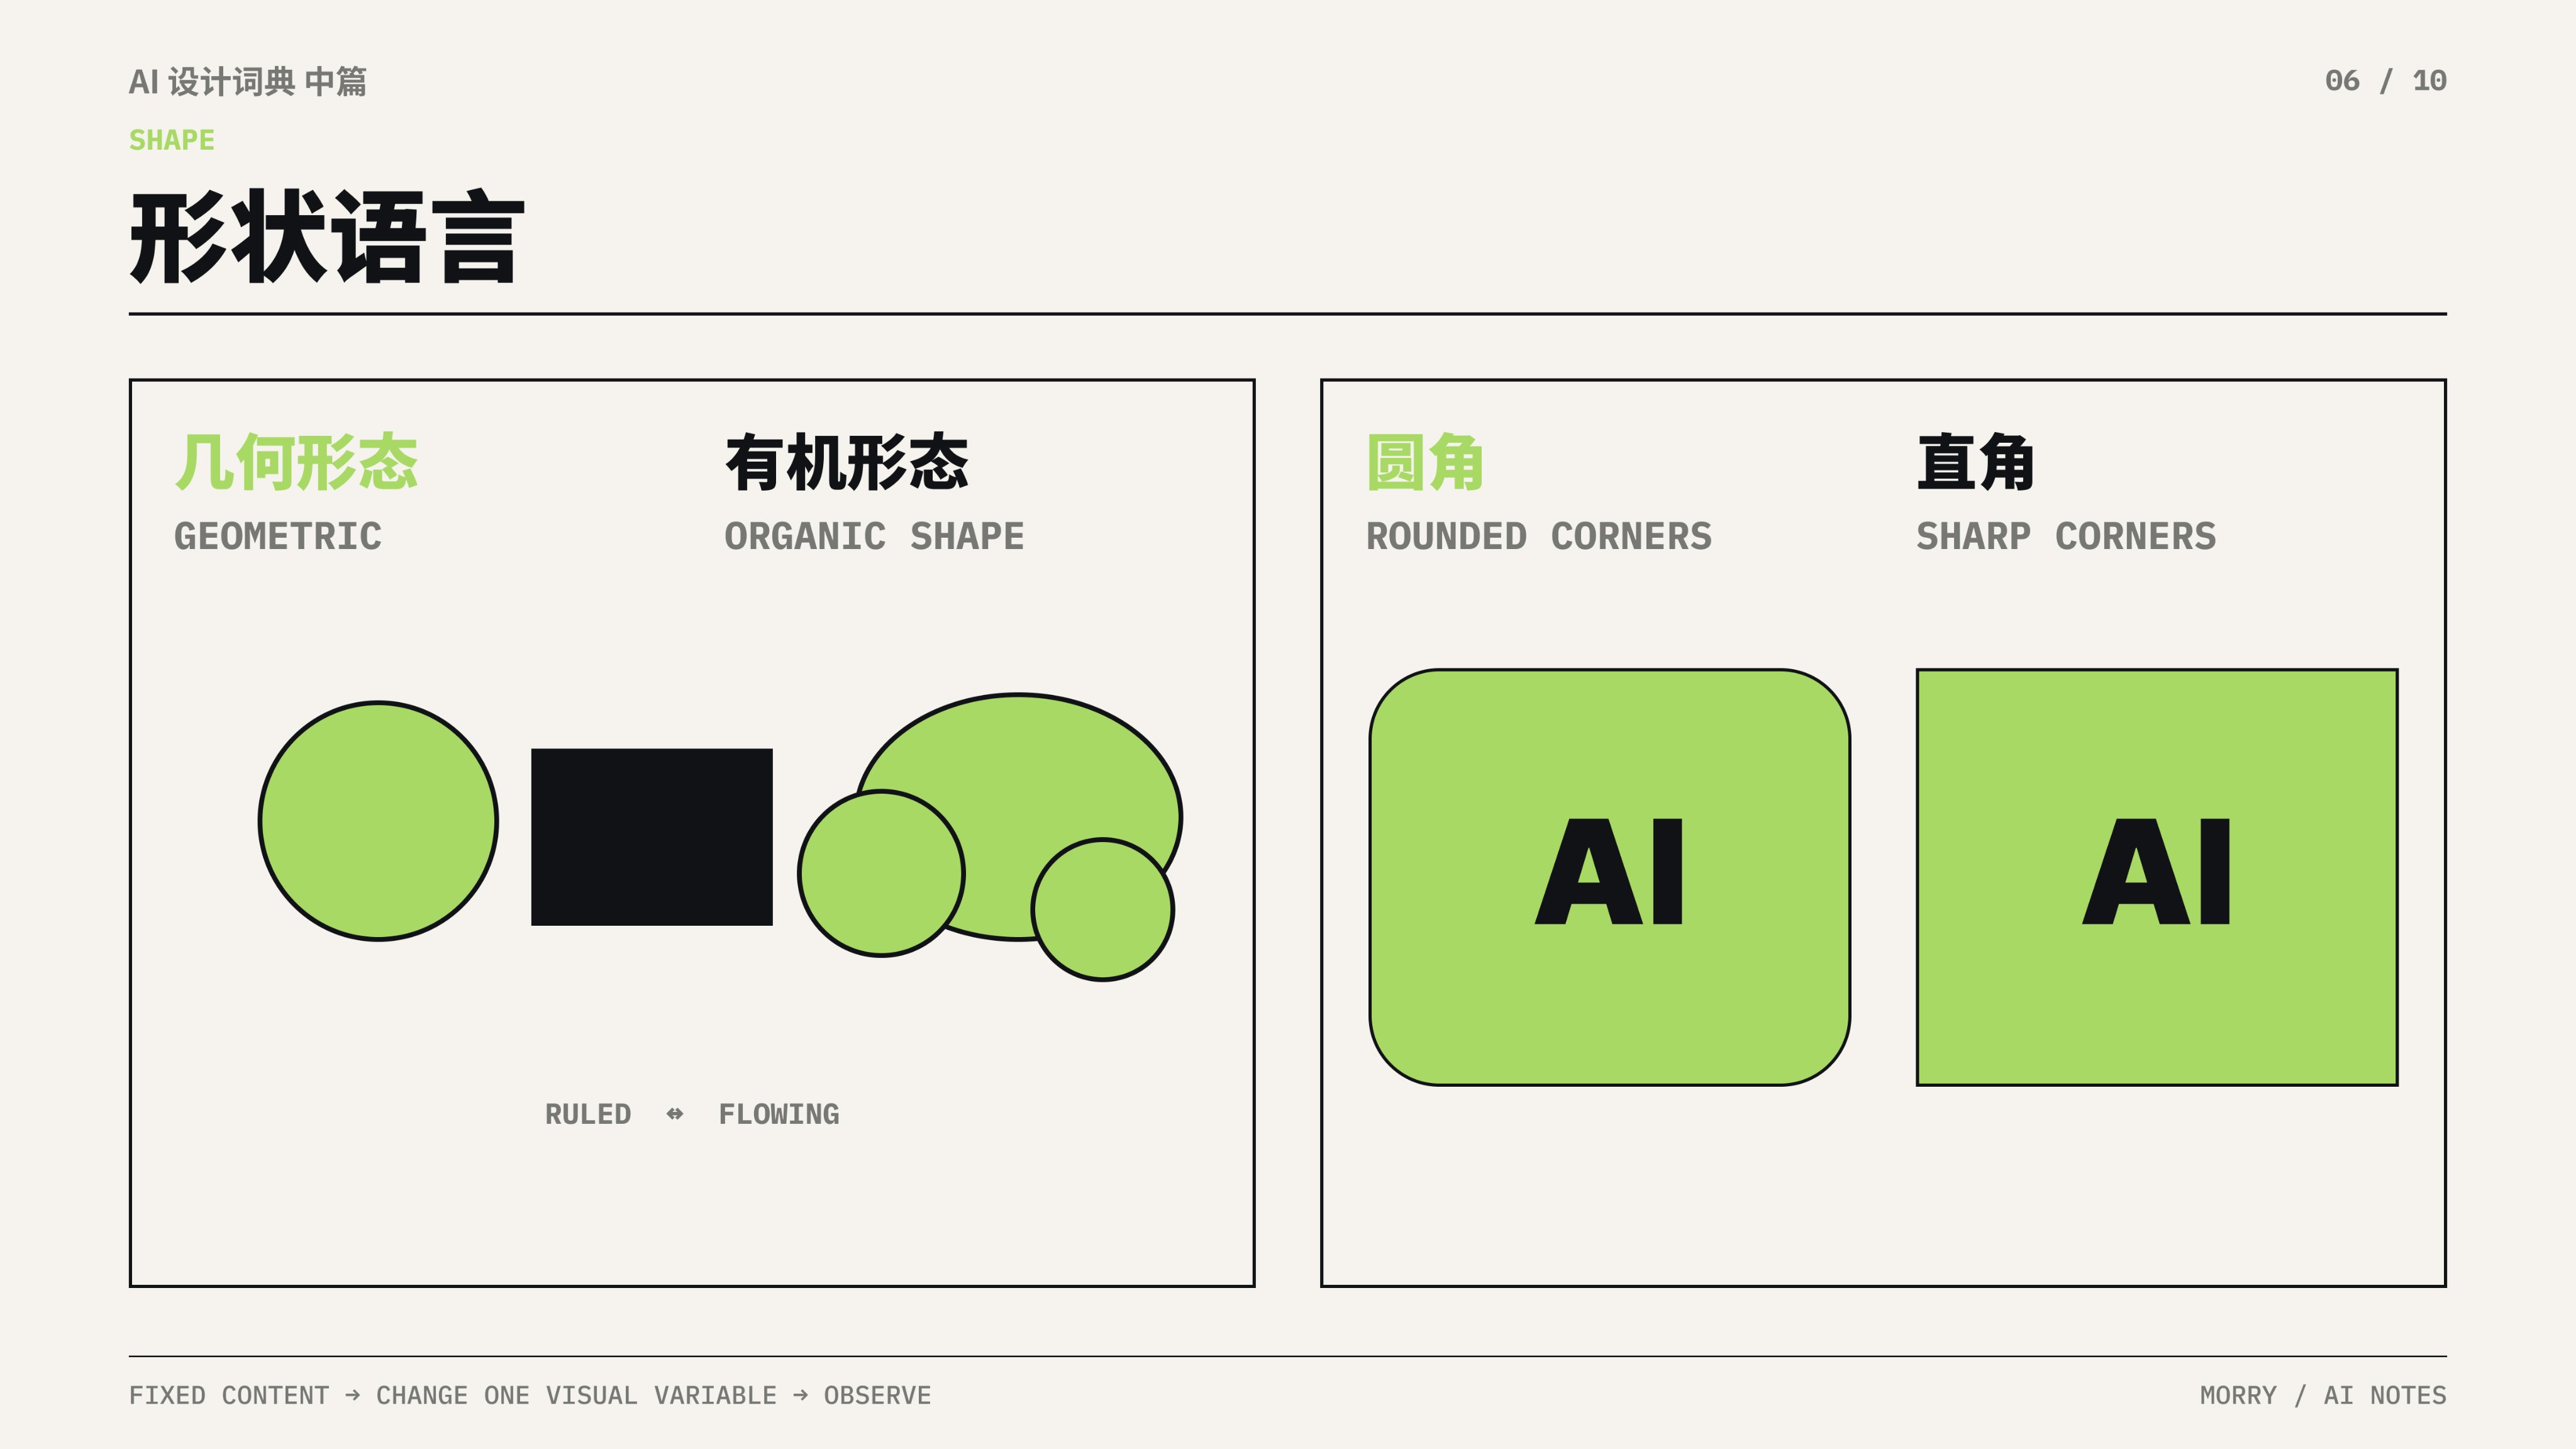 AI 设计词典 中篇
06 / 10
SHAPE
形状语言
几何形态
GEOMETRIC
有机形态
ORGANIC SHAPE
RULED ↔ FLOWING
圆角
ROUNDED CORNERS
直角
SHARP CORNERS
AI
AI
FIXED CONTENT → CHANGE ONE VISUAL VARIABLE → OBSERVE
MORRY / AI NOTES